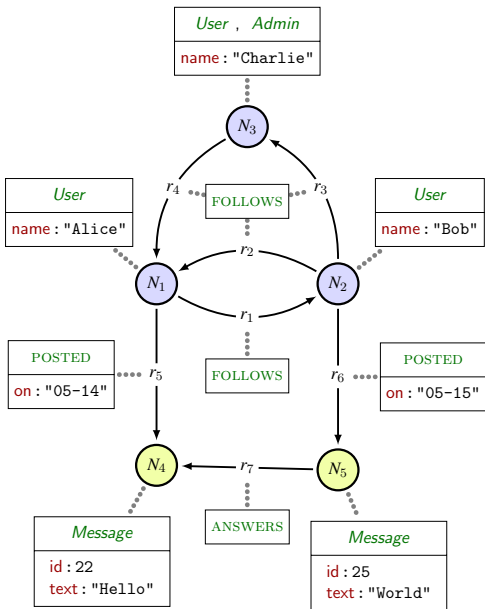 User , Admin
name : "Charlie"
N3
r4
r3
FOLLOWS
User
name : "Alice"
User
name : "Bob"
r2
N1
N2
r1
POSTED
on : "05-14"
r5
FOLLOWS
r6
POSTED
on : "05-15"
N4
r7
N5
ANSWERS
Message
id : 22
text : "Hello"
Message
id : 25
text : "World"